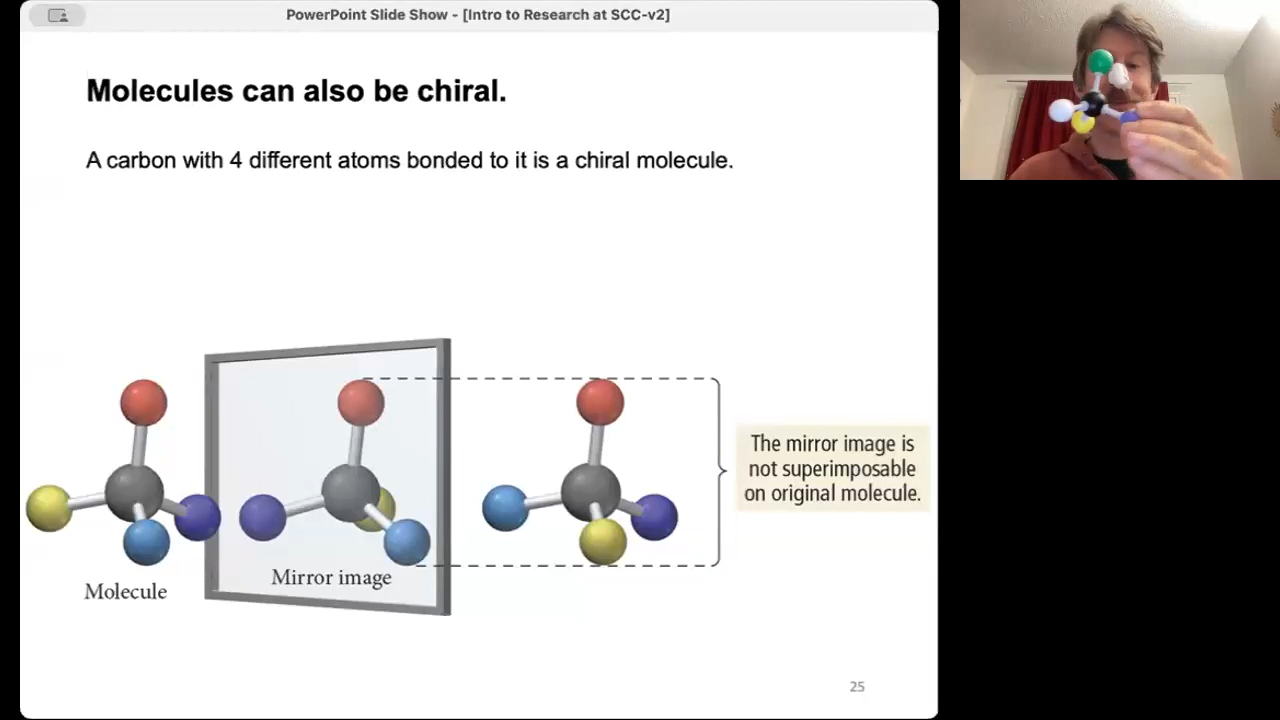 PowerPoint Slide Show - [Intro to Research at SCC-v2]
Molecules can also be chiral.
A carbon with 4 different atoms bonded to it is a chiral molecule.
The mirror image is
not superimposable
on original molecule.
Mirror image
Molecule
25